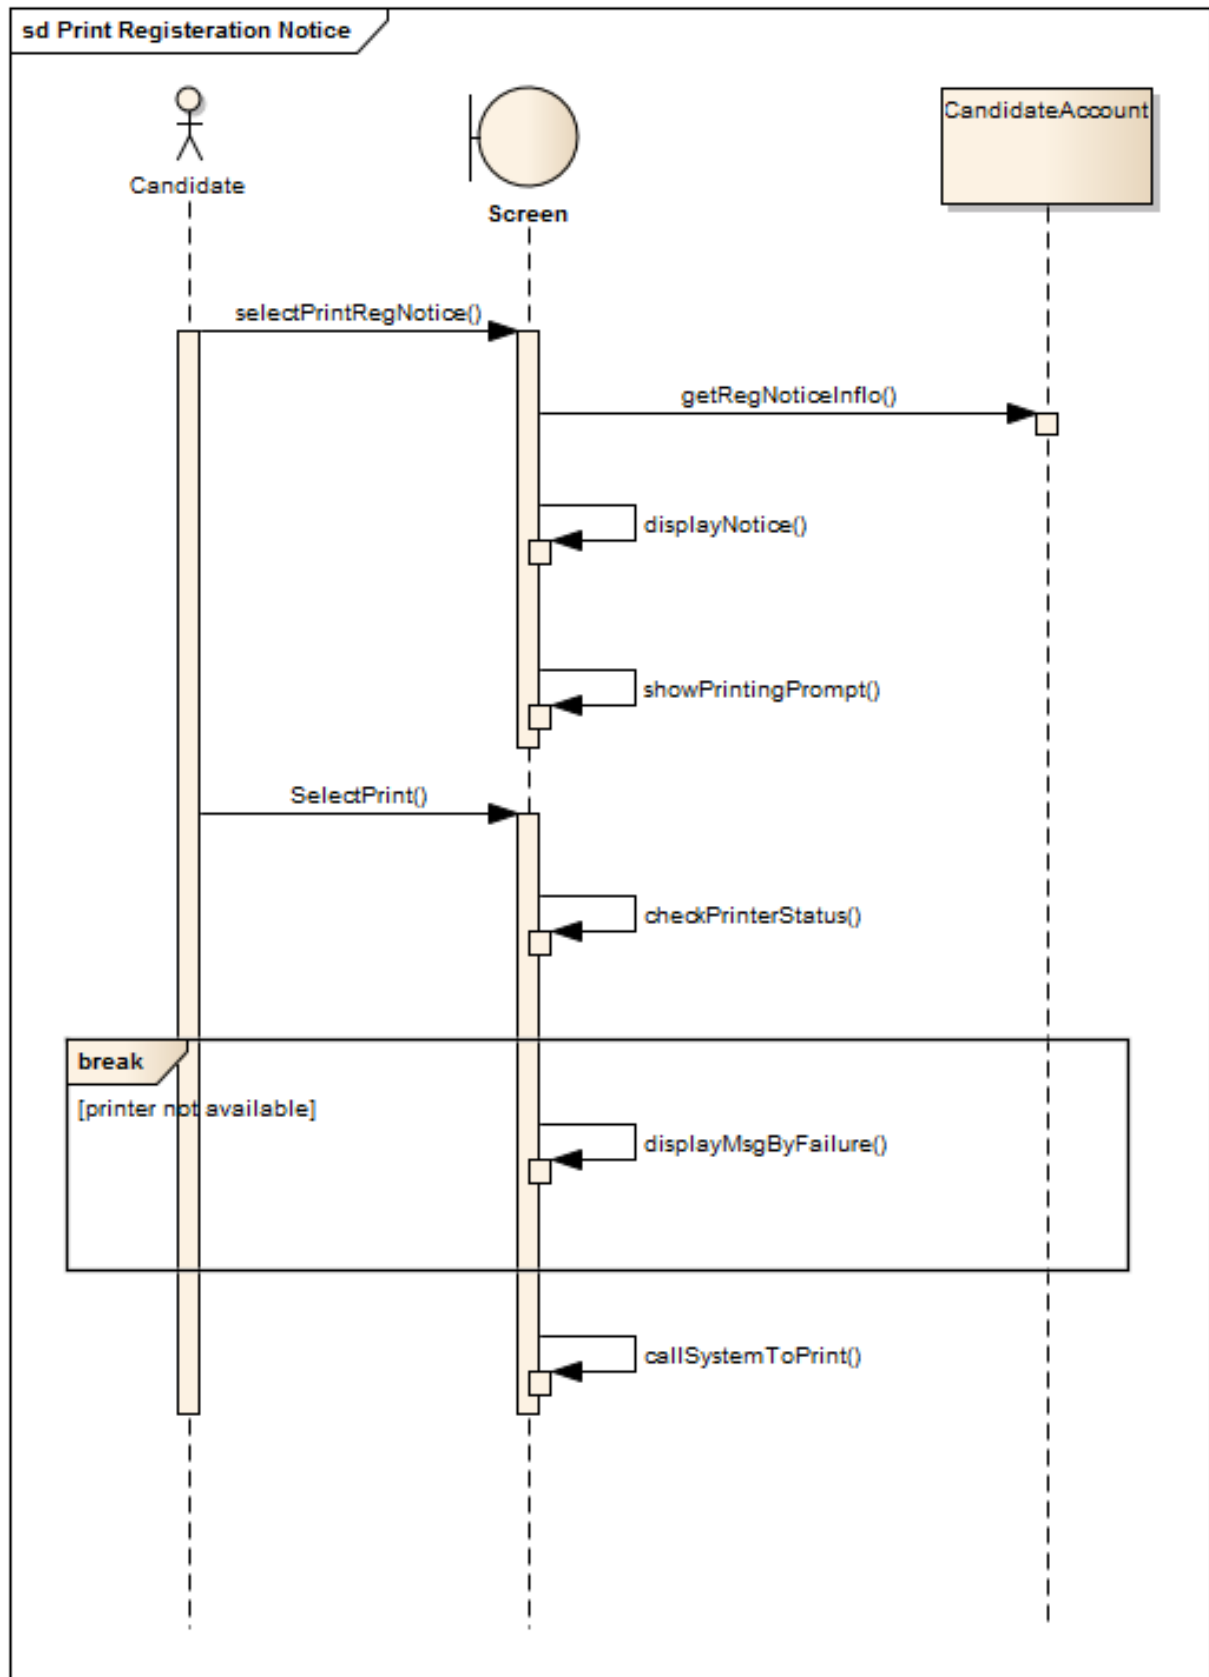 sd Print Registeration Notice
CandidateAccount
Candidate
Screen
selectPrintRegNotice()
getRegNoticeInflo()
displayNotice()
showPrintingPrompt()
SelectPrint()
checkPrinterStatus()
break
[printer not available]
displayMsgByFailure()
callSystemToPrint()